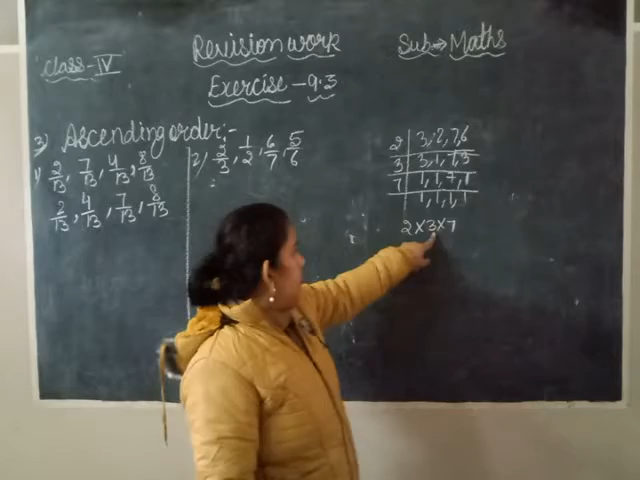 Class - IV
Revision work
Sub → Maths
Exercise - 9.3
3) Ascending order:-
1) 2/13, 7/13, 4/13, 8/13
2/13, 4/13, 7/13, 8/13
2) 2/3, 1/2, 6/7, 5/6
2 | 3, 2, 7, 6
3 | 3, 1, 7, 3
7 | 1, 1, 7, 1
1, 1, 1, 1
2×3×7